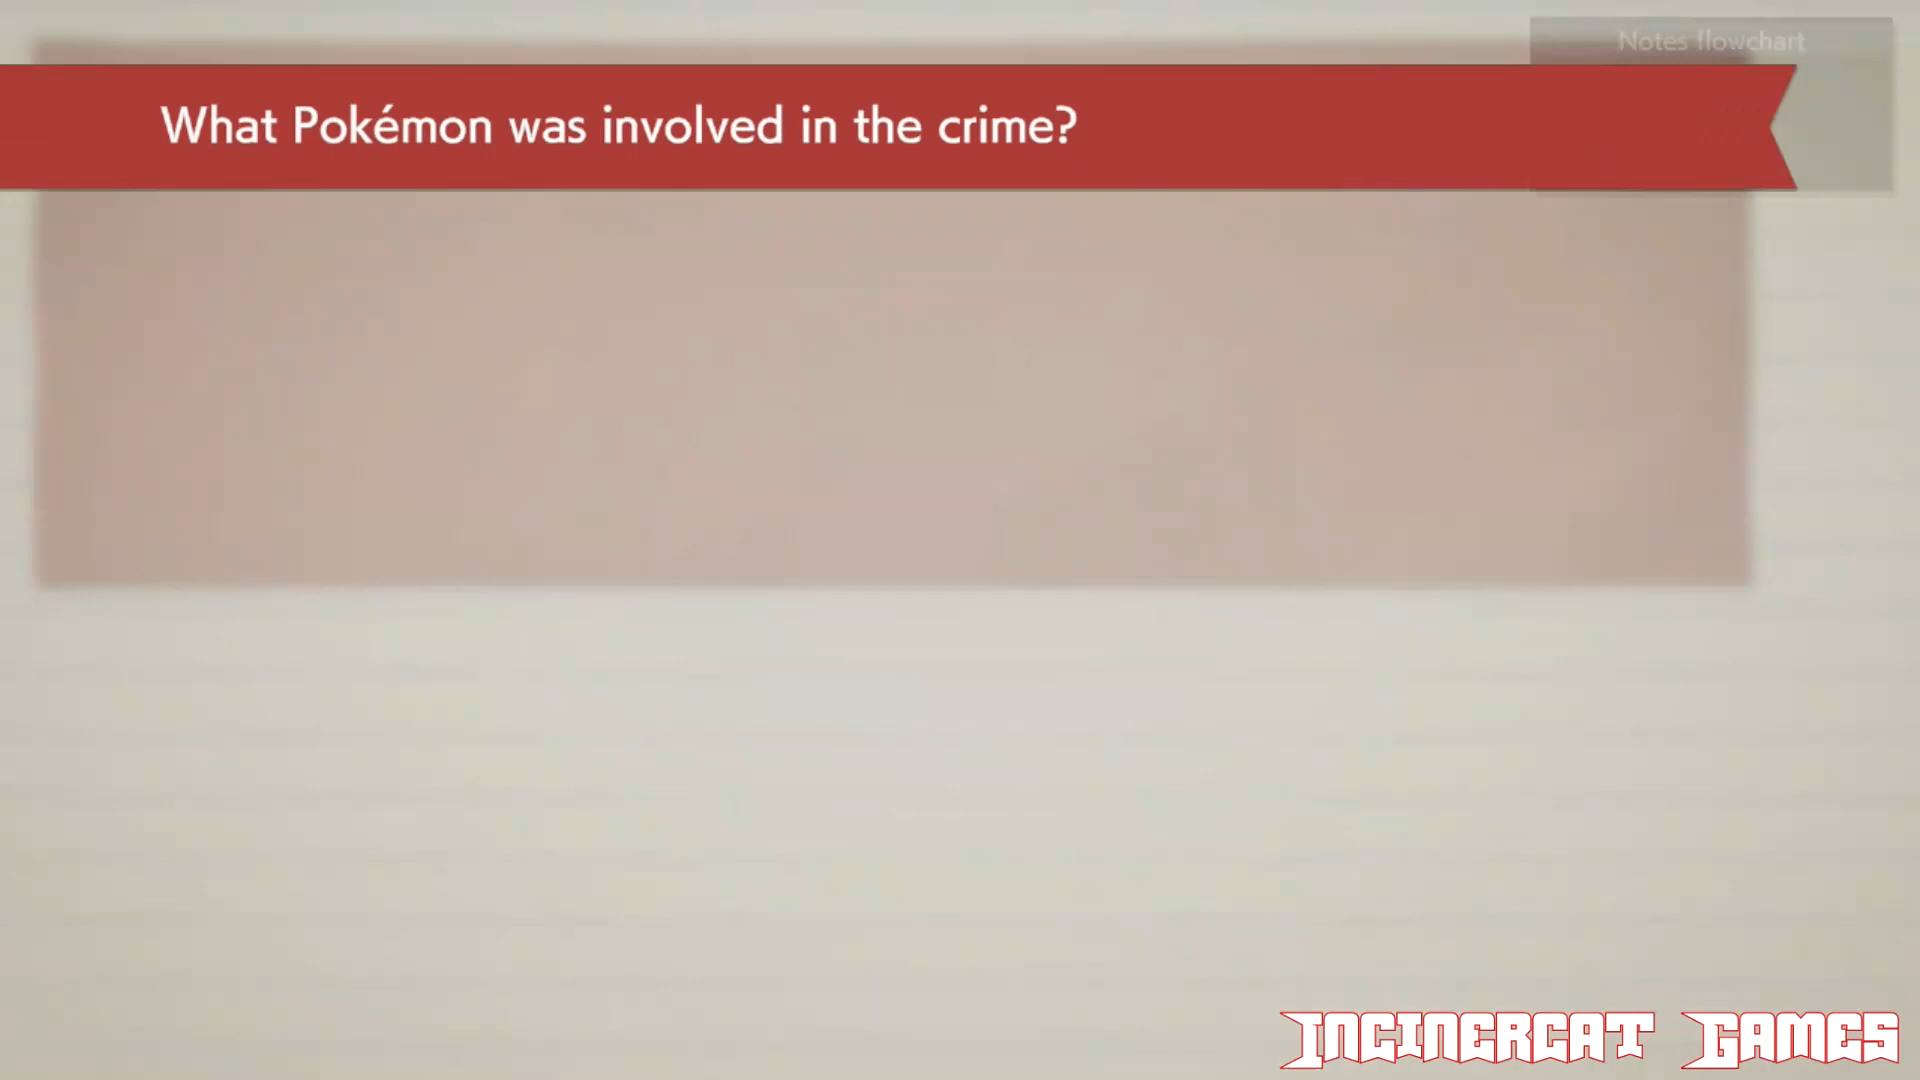 Notes flowchart
What Pokémon was involved in the crime?
INCINERCAT GAMES